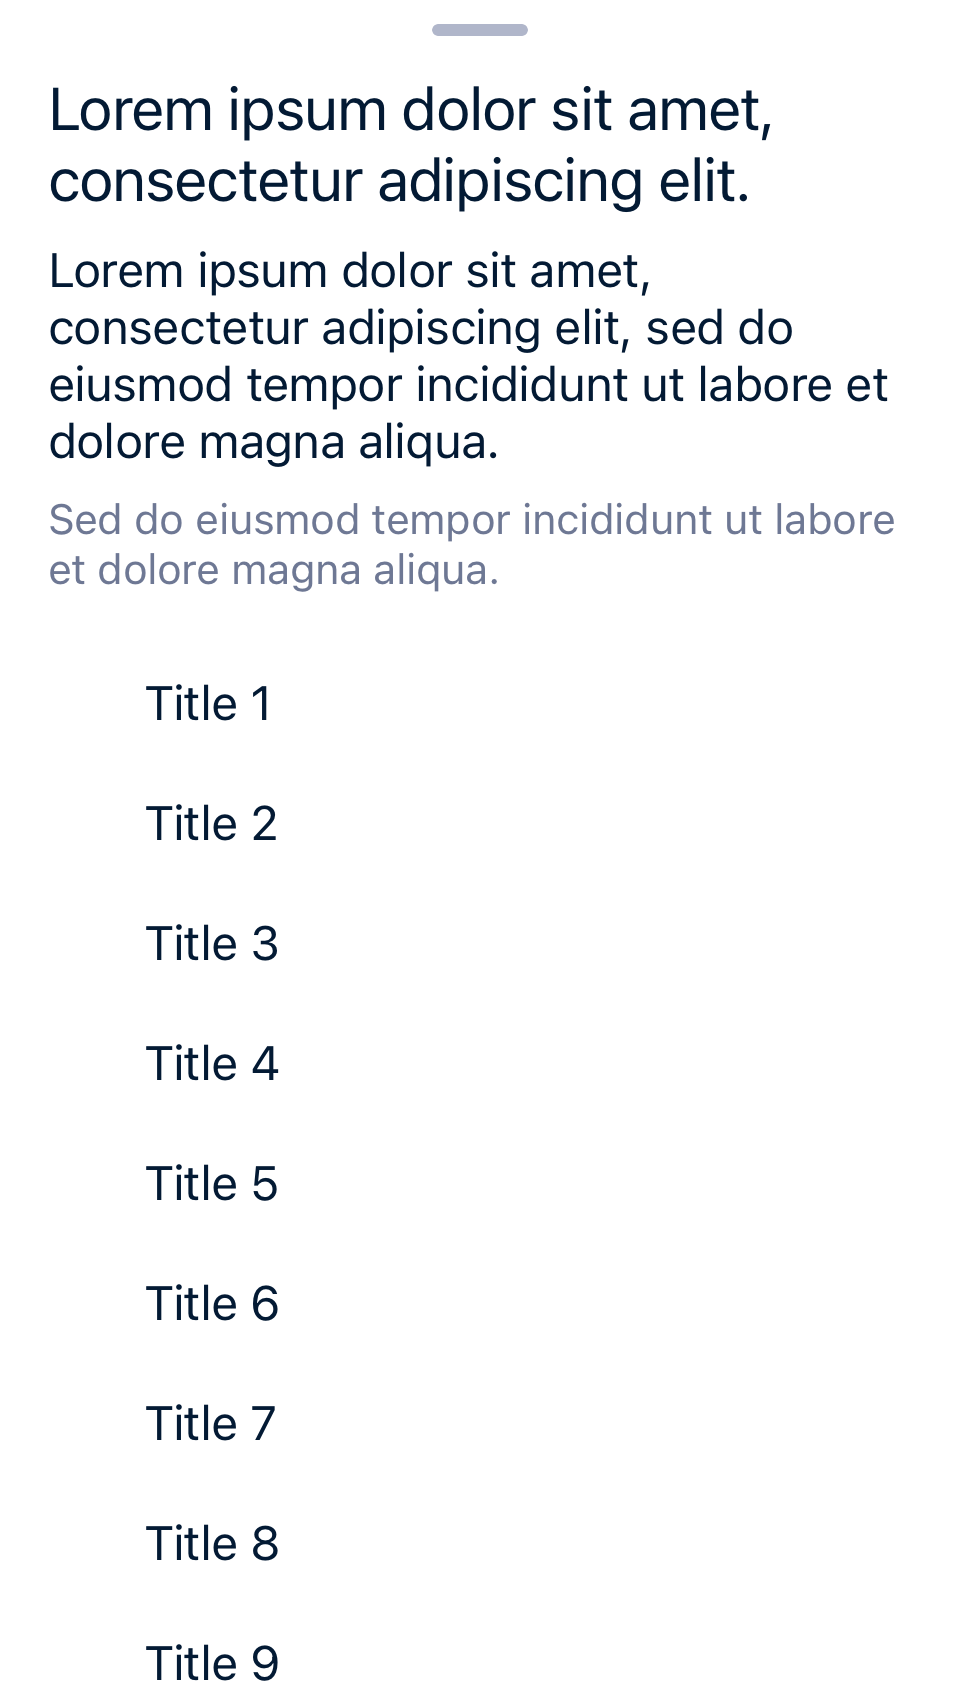 Lorem ipsum dolor sit amet,
consectetur adipiscing elit.
Lorem ipsum dolor sit amet,
consectetur adipiscing elit, sed do
eiusmod tempor incididunt ut labore et
dolore magna aliqua.
Sed do eiusmod tempor incididunt ut labore
et dolore magna aliqua.
Title 1
Title 2
Title 3
Title 4
Title 5
Title 6
Title 7
Title 8
Title 9